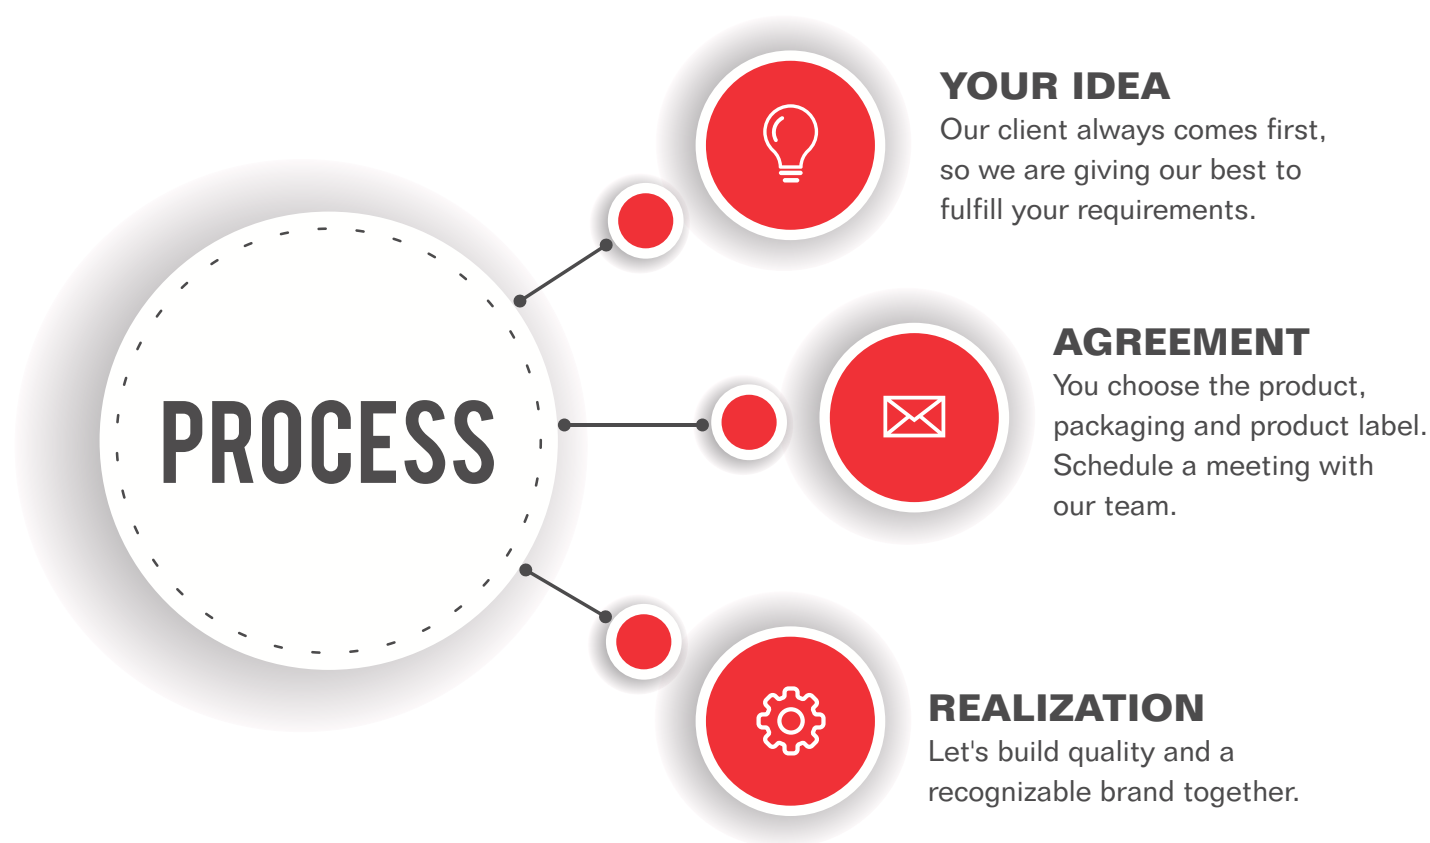 PROCESS
YOUR IDEA
Our client always comes first,
so we are giving our best to
fulfill your requirements.
AGREEMENT
You choose the product,
packaging and product label.
Schedule a meeting with
our team.
REALIZATION
Let's build quality and a
recognizable brand together.